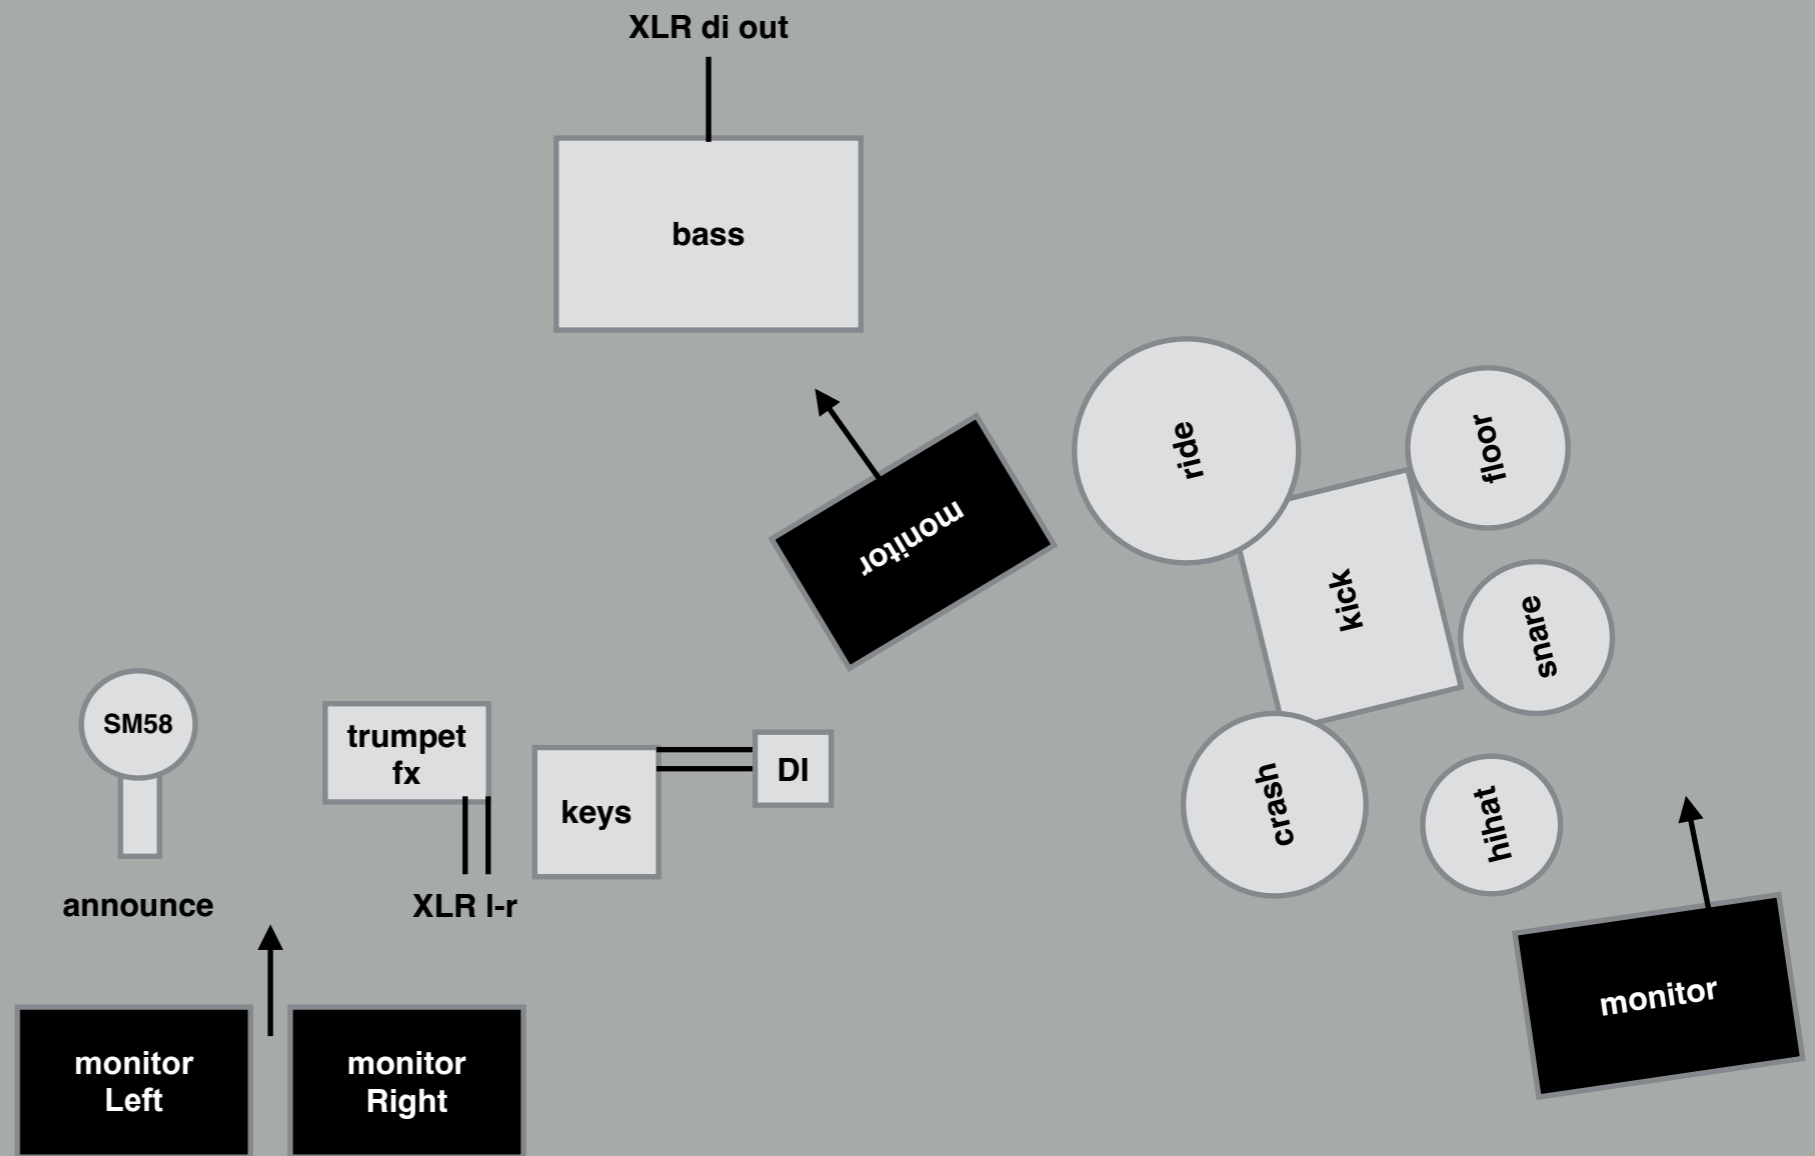 XLR di out
bass
ride
floor
monitor
kick
snare
SM58
trumpet
fx
keys
DI
crash
hihat
announce
XLR l-r
monitor
Left
monitor
Right
monitor